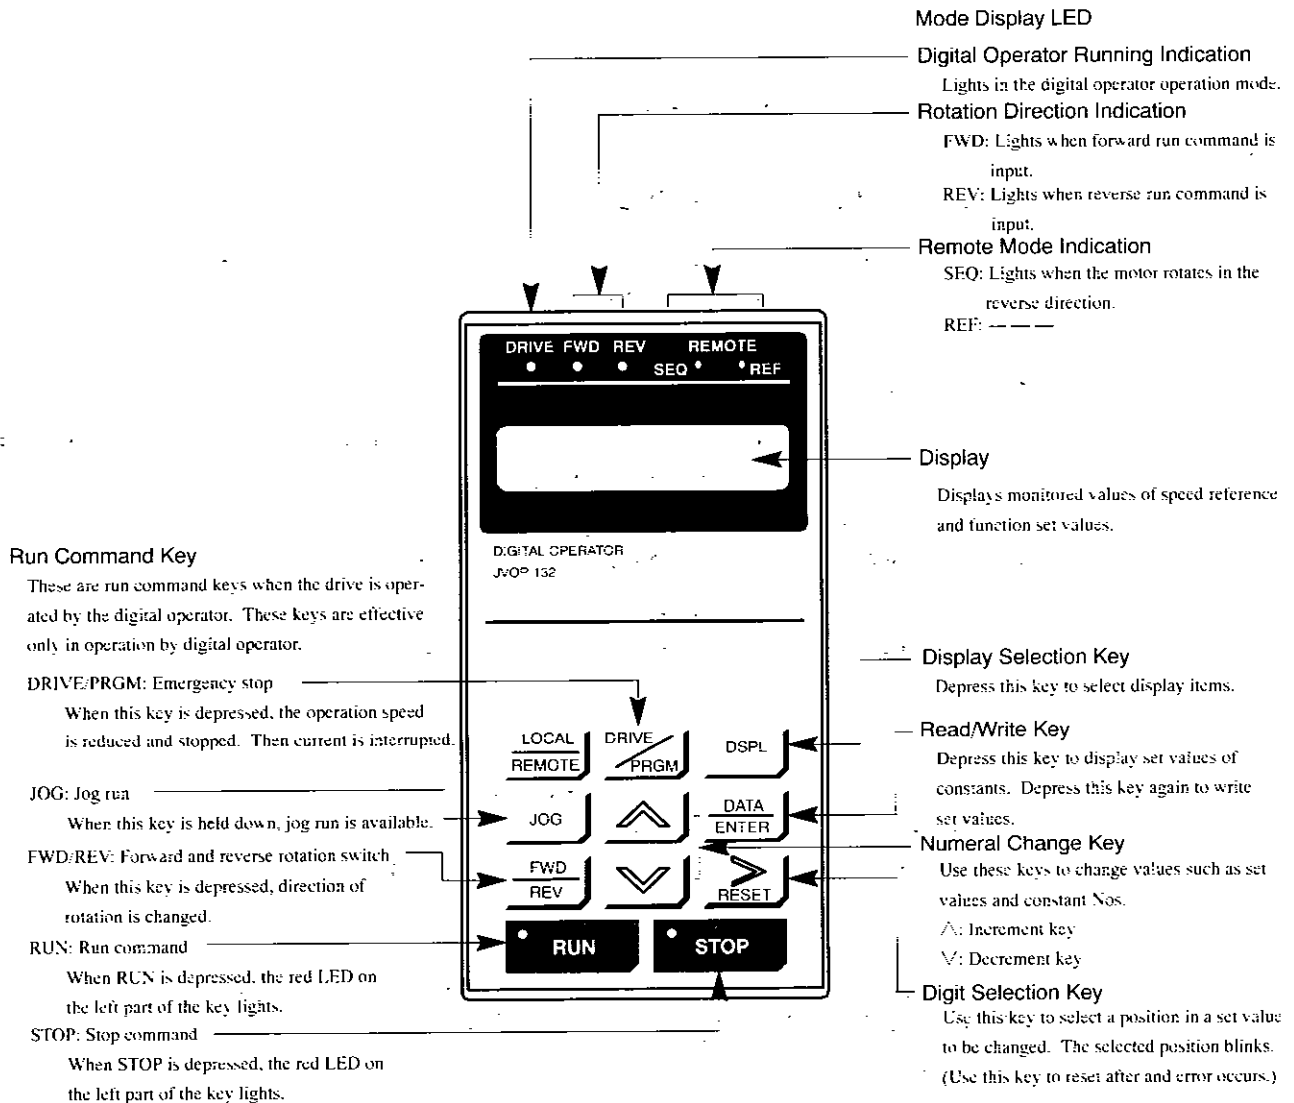 Mode Display LED
Digital Operator Running Indication
Lights in the digital operator operation mode.
Rotation Direction Indication
FWD: Lights when forward run command is
input.
REV: Lights when reverse run command is
input.
Remote Mode Indication
SEQ: Lights when the motor rotates in the
reverse direction.
REF: — — —
DRIVE FWD REV REMOTE
SEQ REF
Display
Displays monitored values of speed reference
and function set values.
DIGITAL OPERATOR
JVOP 132
Run Command Key
These are run command keys when the drive is oper-
ated by the digital operator. These keys are effective
only in operation by digital operator.
DRIVE/PRGM: Emergency stop
When this key is depressed, the operation speed
is reduced and stopped. Then current is interrupted.
JOG: Jog run
When this key is held down, jog run is available.
FWD/REV: Forward and reverse rotation switch
When this key is depressed, direction of
rotation is changed.
RUN: Run command
When RUN is depressed, the red LED on
the left part of the key lights.
STOP: Stop command
When STOP is depressed, the red LED on
the left part of the key lights.
LOCAL
REMOTE
DRIVE
PRGM
DSPL
JOG
DATA
ENTER
FWD
REV
RESET
RUN
STOP
Display Selection Key
Depress this key to select display items.
Read/Write Key
Depress this key to display set values of
constants. Depress this key again to write
set values.
Numeral Change Key
Use these keys to change values such as set
values and constant Nos.
∧: Increment key
∨: Decrement key
Digit Selection Key
Use this key to select a position in a set value
to be changed. The selected position blinks.
(Use this key to reset after and error occurs.)